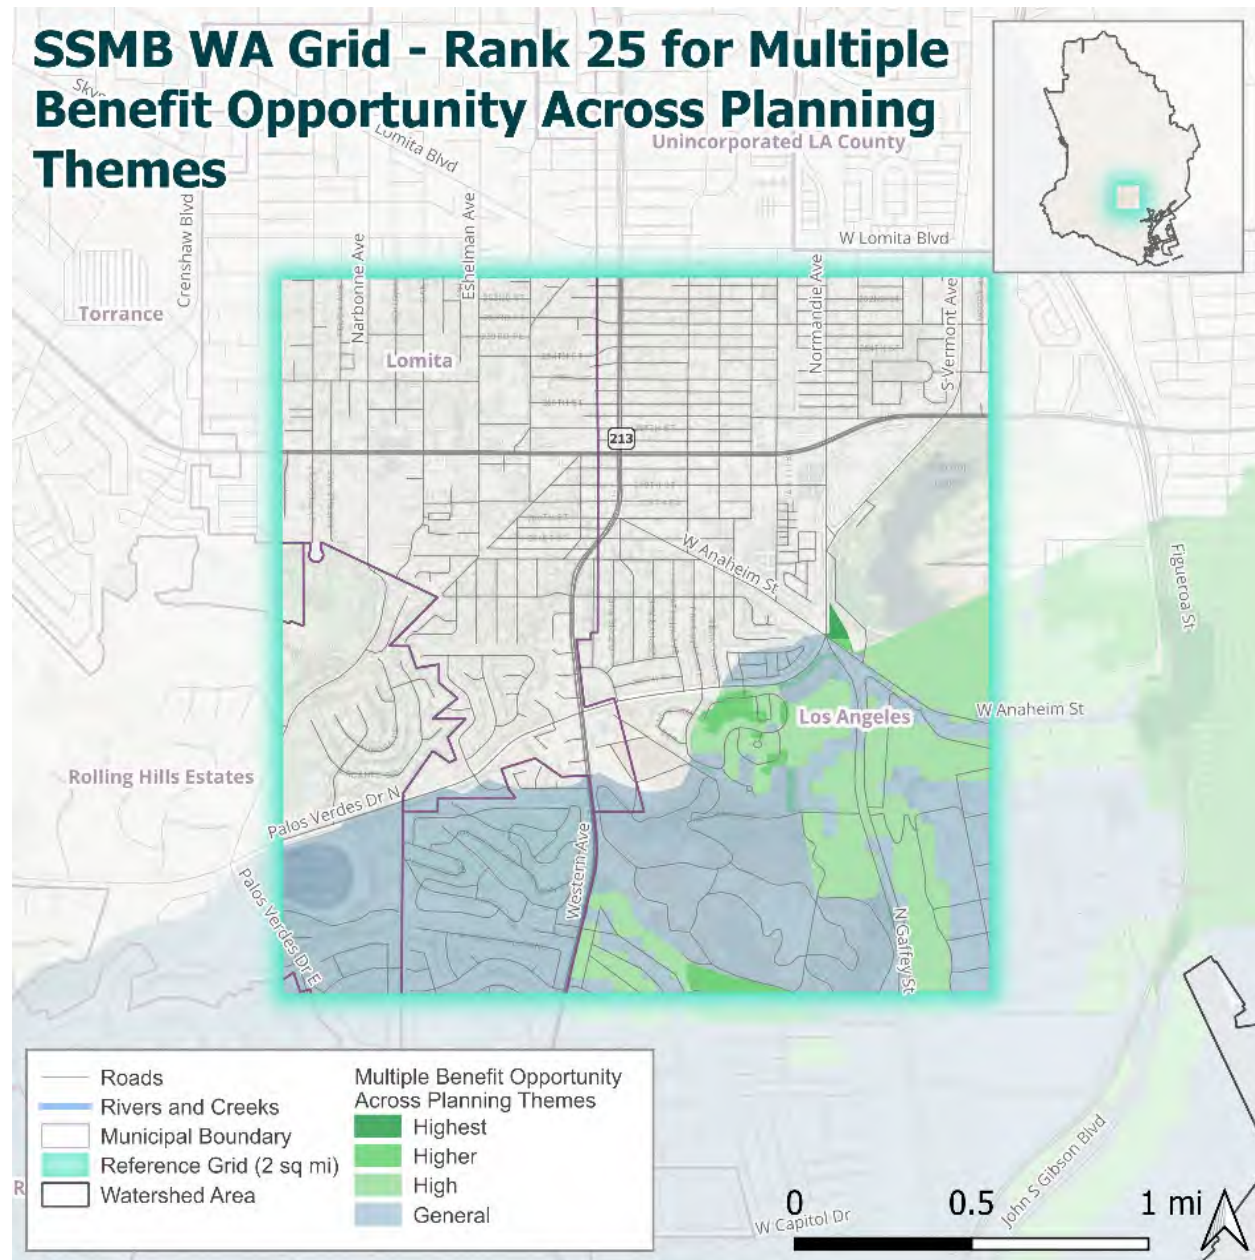 SSMB WA Grid - Rank 25 for Multiple
Benefit Opportunity Across Planning
Themes
Lomita Blvd
Unincorporated LA County
Crenshaw Blvd
Narbonne Ave
Eshelman Ave
W Lomita Blvd
Normandie Ave
S Vermont Ave
Torrance
Lomita
213
W Anaheim St
Figueroa St
Los Angeles
W Anaheim St
Rolling Hills Estates
Palos Verdes Dr N
Western Ave
Palos Verdes Dr E
N Gaffey St
John S Gibson Blvd
W Capitol Dr
Roads
Rivers and Creeks
Municipal Boundary
Reference Grid (2 sq mi)
Watershed Area
Multiple Benefit Opportunity
Across Planning Themes
Highest
Higher
High
General
R
0 0.5 1 mi